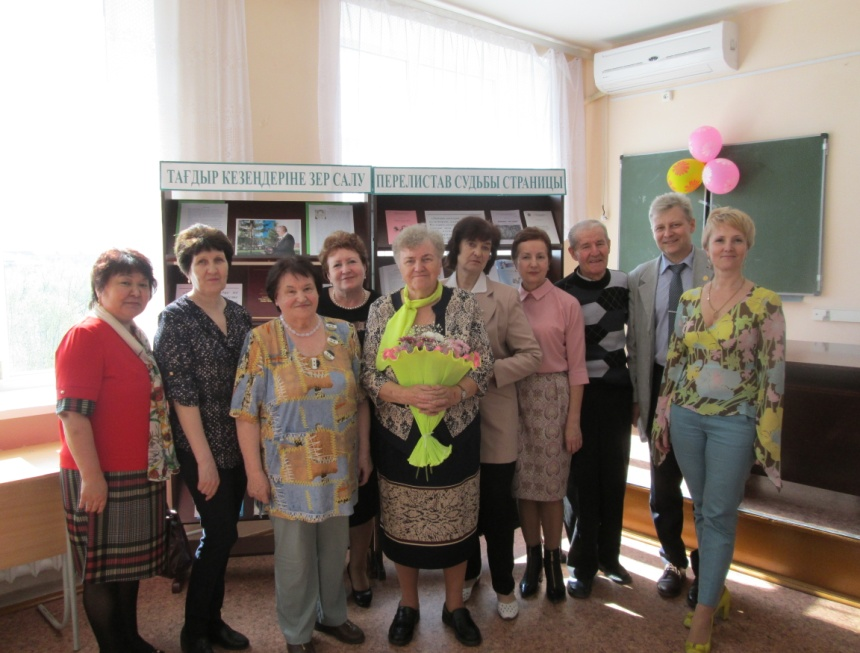 ТАҒДЫР КЕЗЕҢДЕРІНЕ ЗЕР САЛУ
ПЕРЕЛИСТАВ СУДЬБЫ СТРАНИЦЫ